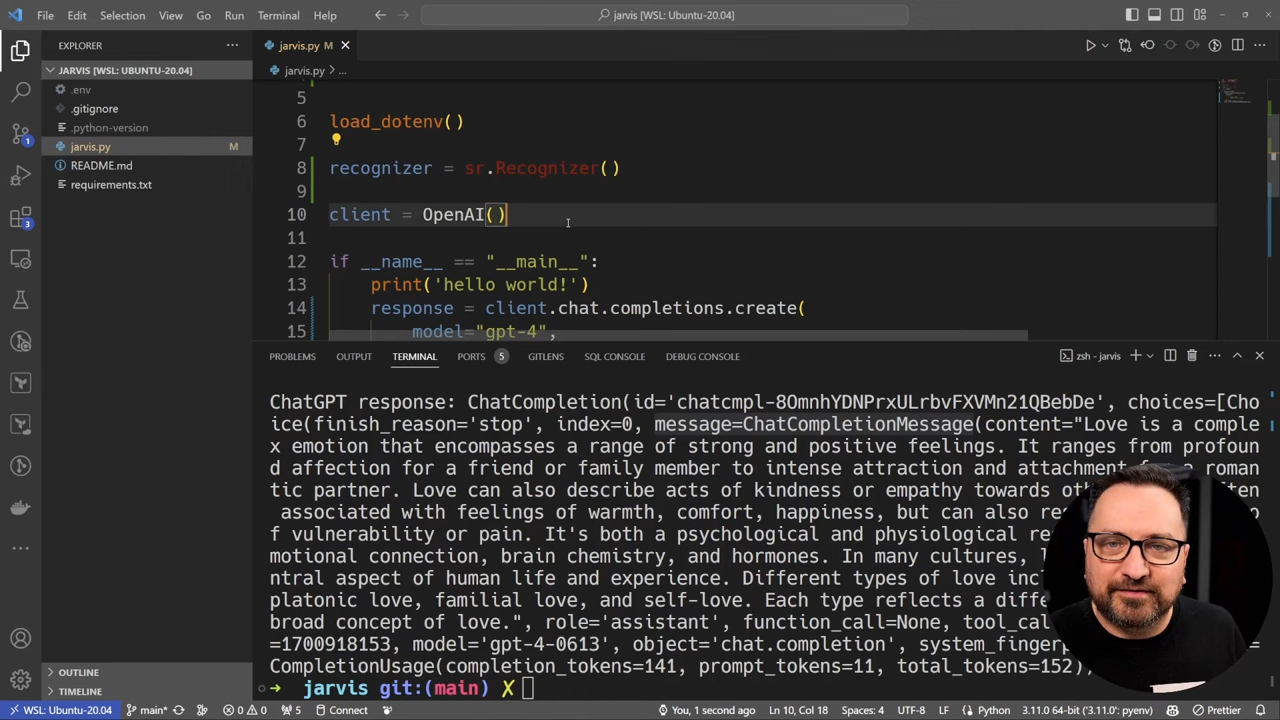 File Edit Selection View Go Run Terminal Help
jarvis [WSL: Ubuntu-20.04]
EXPLORER
jarvis.py M
JARVIS [WSL: UBUNTU-20.04]
jarvis.py > ...
.env
.gitignore
.python-version
jarvis.py M
README.md
requirements.txt
5
6 load_dotenv()
7
8 recognizer = sr.Recognizer()
9
10 client = OpenAI()
11
12 if __name__ == "__main__":
13 print('hello world!')
14 response = client.chat.completions.create(
15 model="gpt-4",
1
PROBLEMS OUTPUT TERMINAL PORTS 5 GITLENS SQL CONSOLE DEBUG CONSOLE
zsh - jarvis
ChatGPT response: ChatCompletion(id='chatcmpl-8OmnhYDNPrxULrbvFXVMn21QBebDe', choices=[Cho
ice(finish_reason='stop', index=0, message=ChatCompletionMessage(content="Love is a comple
x emotion that encompasses a range of strong and positive feelings. It ranges from profoun
d affection for a friend or family member to intense attraction and attachment a roman
tic partner. Love can also describe acts of kindness or empathy towards
associated with feelings of warmth, comfort, happiness, but can also
f vulnerability or pain. It's both a psychological and physiological
motional connection, brain chemistry, and hormones. In many cultures,
ntral aspect of human life and experience. Different types of love
platonic love, familial love, and self-love. Each type reflects a
broad concept of love.", role='assistant', function_call=None,
=1700918153, model='gpt-4-0613', object='chat.completion', =
CompletionUsage(completion_tokens=141, prompt_tokens=11, total_tokens=152)
→ jarvis git:(main) ✗
OUTLINE
TIMELINE
WSL: Ubuntu-20.04 main* 0 0 5 Connect You, 1 second ago Ln 10, Col 18 Spaces: 4 UTF-8 LF Python 3.11.0 64-bit ('3.11.0': pyenv) Prettier